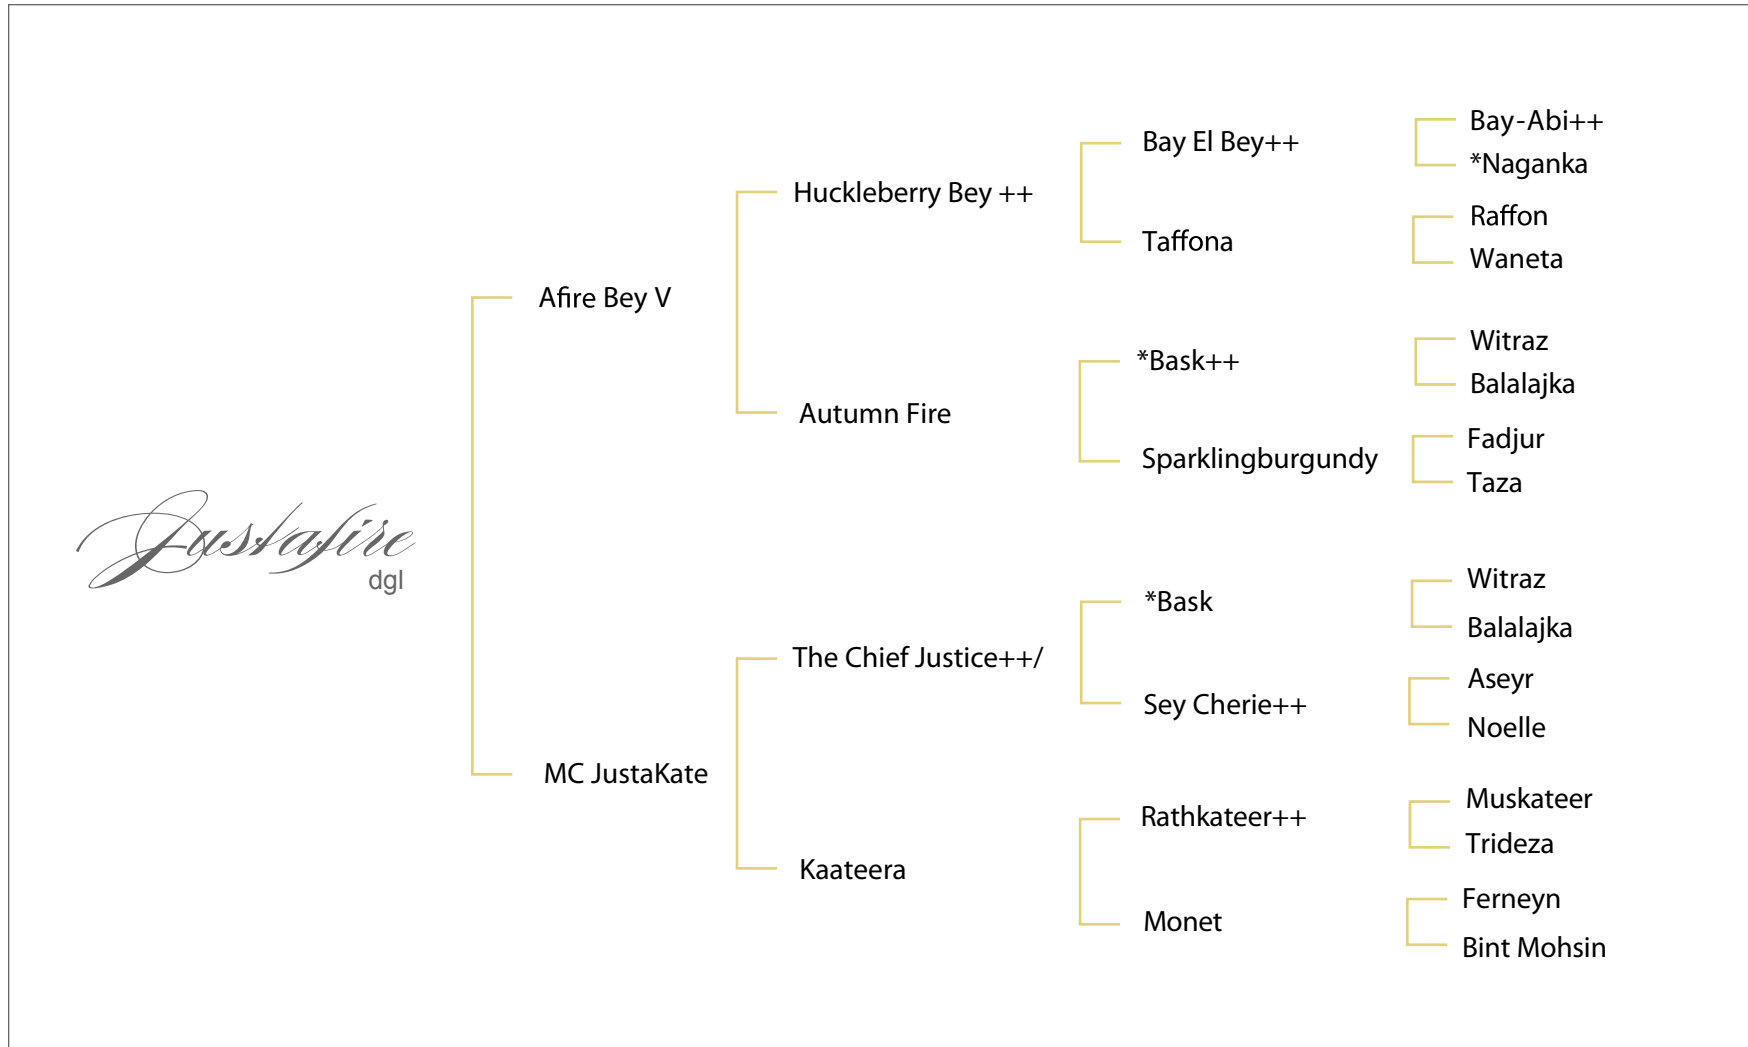 Justafire
dgl
Afire Bey V
MC JustaKate
Huckleberry Bey ++
Autumn Fire
The Chief Justice++/
Kaateera
Bay El Bey++
Taffona
*Bask++
Sparklingburgundy
*Bask
Sey Cherie++
Rathkateer++
Monet
Bay-Abi++
*Naganka
Raffon
Waneta
Witraz
Balalajka
Fadjur
Taza
Witraz
Balalajka
Aseyr
Noelle
Muskateer
Trideza
Ferneyn
Bint Mohsin